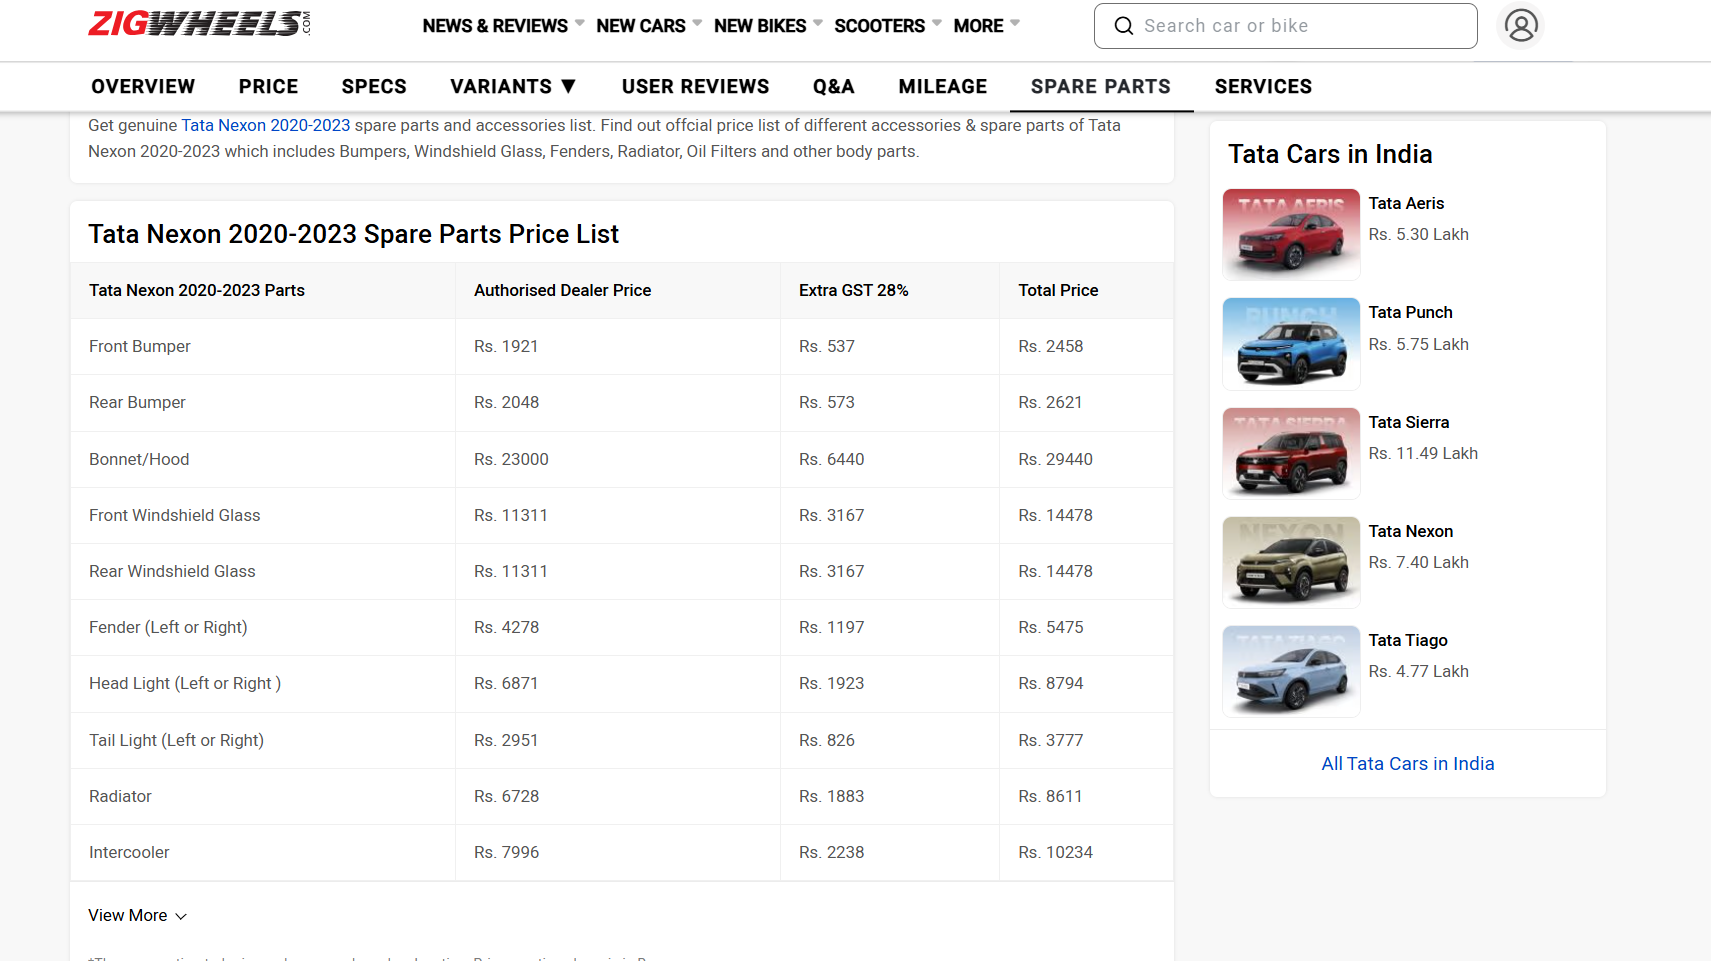 ZIGWHEELS.COM
NEWS & REVIEWS NEW CARS NEW BIKES SCOOTERS MORE
Search car or bike
OVERVIEW PRICE SPECS VARIANTS ▼ USER REVIEWS Q&A MILEAGE SPARE PARTS SERVICES
Get genuine Tata Nexon 2020-2023 spare parts and accessories list. Find out offcial price list of different accessories & spare parts of Tata
Nexon 2020-2023 which includes Bumpers, Windshield Glass, Fenders, Radiator, Oil Filters and other body parts.
Tata Nexon 2020-2023 Spare Parts Price List
Tata Nexon 2020-2023 Parts Authorised Dealer Price Extra GST 28% Total Price
Front Bumper Rs. 1921 Rs. 537 Rs. 2458
Rear Bumper Rs. 2048 Rs. 573 Rs. 2621
Bonnet/Hood Rs. 23000 Rs. 6440 Rs. 29440
Front Windshield Glass Rs. 11311 Rs. 3167 Rs. 14478
Rear Windshield Glass Rs. 11311 Rs. 3167 Rs. 14478
Fender (Left or Right) Rs. 4278 Rs. 1197 Rs. 5475
Head Light (Left or Right ) Rs. 6871 Rs. 1923 Rs. 8794
Tail Light (Left or Right) Rs. 2951 Rs. 826 Rs. 3777
Radiator Rs. 6728 Rs. 1883 Rs. 8611
Intercooler Rs. 7996 Rs. 2238 Rs. 10234
View More
Tata Cars in India
TATA AERIS
Tata Aeris
Rs. 5.30 Lakh
PUNCH
Tata Punch
Rs. 5.75 Lakh
TATA SIERRA
Tata Sierra
Rs. 11.49 Lakh
NEXON
Tata Nexon
Rs. 7.40 Lakh
TATA TIAGO
Tata Tiago
Rs. 4.77 Lakh
All Tata Cars in India